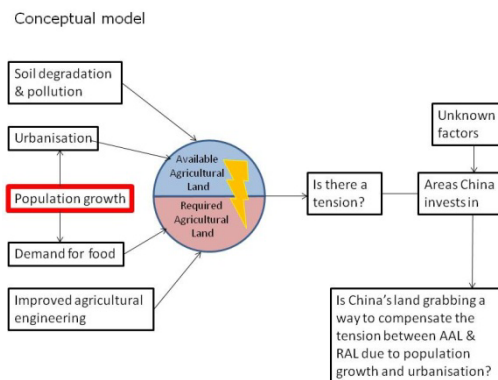 Conceptual model
Soil degradation
& pollution
Urbanisation
Population growth
Demand for food
Improved agricultural
engineering
Available
Agricultural
Land
Required
Agricultural
Land
Is there a
tension?
Unknown
factors
Areas China
invests in
Is China's land grabbing a
way to compensate the
tension between AAL &
RAL due to population
growth and urbanisation?